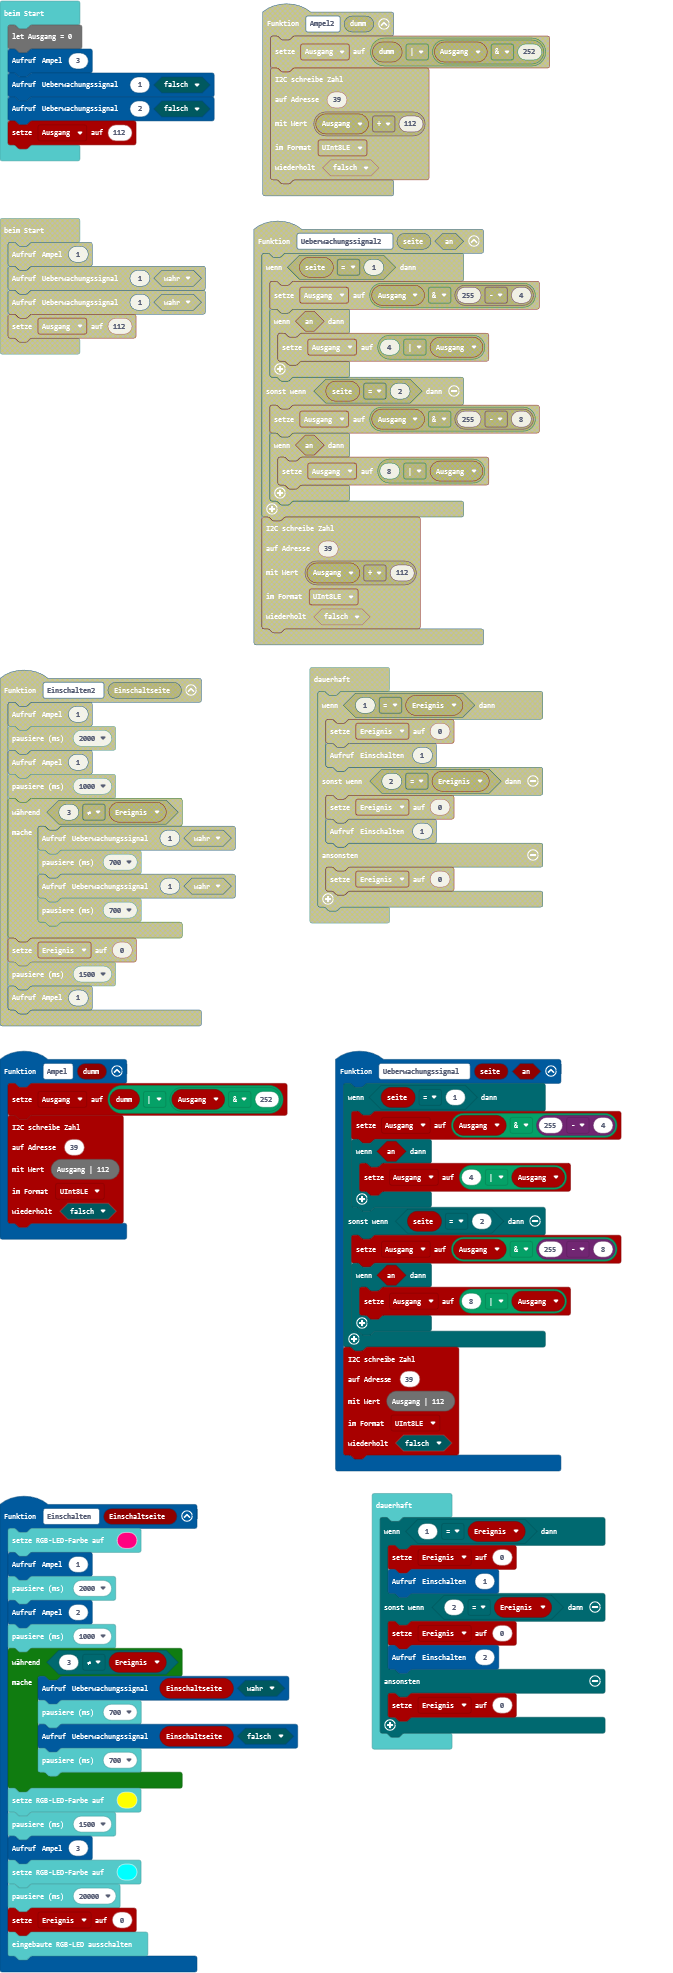 beim Start
let Ausgang = 0
Aufruf Ampel 3
Aufruf Ueberwachungssignal 1 falsch
Aufruf Ueberwachungssignal 2 falsch
setze Ausgang auf 112
Funktion Ampel2 dumm
setze Ausgang auf dumm | Ausgang & 252
I2C schreibe Zahl
auf Adresse 39
mit Wert Ausgang + 112
im Format UInt8LE
wiederholt falsch
beim Start
Aufruf Ampel 1
Aufruf Ueberwachungssignal 1 wahr
Aufruf Ueberwachungssignal 1 wahr
setze Ausgang auf 112
Funktion Ueberwachungssignal2 seite an
wenn seite = 1 dann
setze Ausgang auf Ausgang & 255 - 4
wenn an dann
setze Ausgang auf 4 | Ausgang
sonst wenn seite = 2 dann
setze Ausgang auf Ausgang & 255 - 8
wenn an dann
setze Ausgang auf 8 | Ausgang
I2C schreibe Zahl
auf Adresse 39
mit Wert Ausgang + 112
im Format UInt8LE
wiederholt falsch
Funktion Einschalten2 Einschaltseite
Aufruf Ampel 1
pausiere (ms) 2000
Aufruf Ampel 1
pausiere (ms) 1000
während 3 ≠ Ereignis
mache Aufruf Ueberwachungssignal 1 wahr
pausiere (ms) 700
Aufruf Ueberwachungssignal 1 wahr
pausiere (ms) 700
setze Ereignis auf 0
pausiere (ms) 1500
Aufruf Ampel 1
dauerhaft
wenn 1 = Ereignis dann
setze Ereignis auf 0
Aufruf Einschalten 1
sonst wenn 2 = Ereignis dann
setze Ereignis auf 0
Aufruf Einschalten 1
ansonsten
setze Ereignis auf 0
Funktion Ampel dumm
setze Ausgang auf dumm | Ausgang & 252
I2C schreibe Zahl
auf Adresse 39
mit Wert Ausgang | 112
im Format UInt8LE
wiederholt falsch
Funktion Ueberwachungssignal seite an
wenn seite = 1 dann
setze Ausgang auf Ausgang & 255 - 4
wenn an dann
setze Ausgang auf 4 | Ausgang
sonst wenn seite = 2 dann
setze Ausgang auf Ausgang & 255 - 8
wenn an dann
setze Ausgang auf 8 | Ausgang
I2C schreibe Zahl
auf Adresse 39
mit Wert Ausgang | 112
im Format UInt8LE
wiederholt falsch
Funktion Einschalten Einschaltseite
setze RGB-LED-Farbe auf
Aufruf Ampel 1
pausiere (ms) 2000
Aufruf Ampel 2
pausiere (ms) 1000
während 3 ≠ Ereignis
mache Aufruf Ueberwachungssignal Einschaltseite wahr
pausiere (ms) 700
Aufruf Ueberwachungssignal Einschaltseite falsch
pausiere (ms) 700
setze RGB-LED-Farbe auf
pausiere (ms) 1500
Aufruf Ampel 3
setze RGB-LED-Farbe auf
pausiere (ms) 20000
setze Ereignis auf 0
eingebaute RGB-LED ausschalten
dauerhaft
wenn 1 = Ereignis dann
setze Ereignis auf 0
Aufruf Einschalten 1
sonst wenn 2 = Ereignis dann
setze Ereignis auf 0
Aufruf Einschalten 2
ansonsten
setze Ereignis auf 0